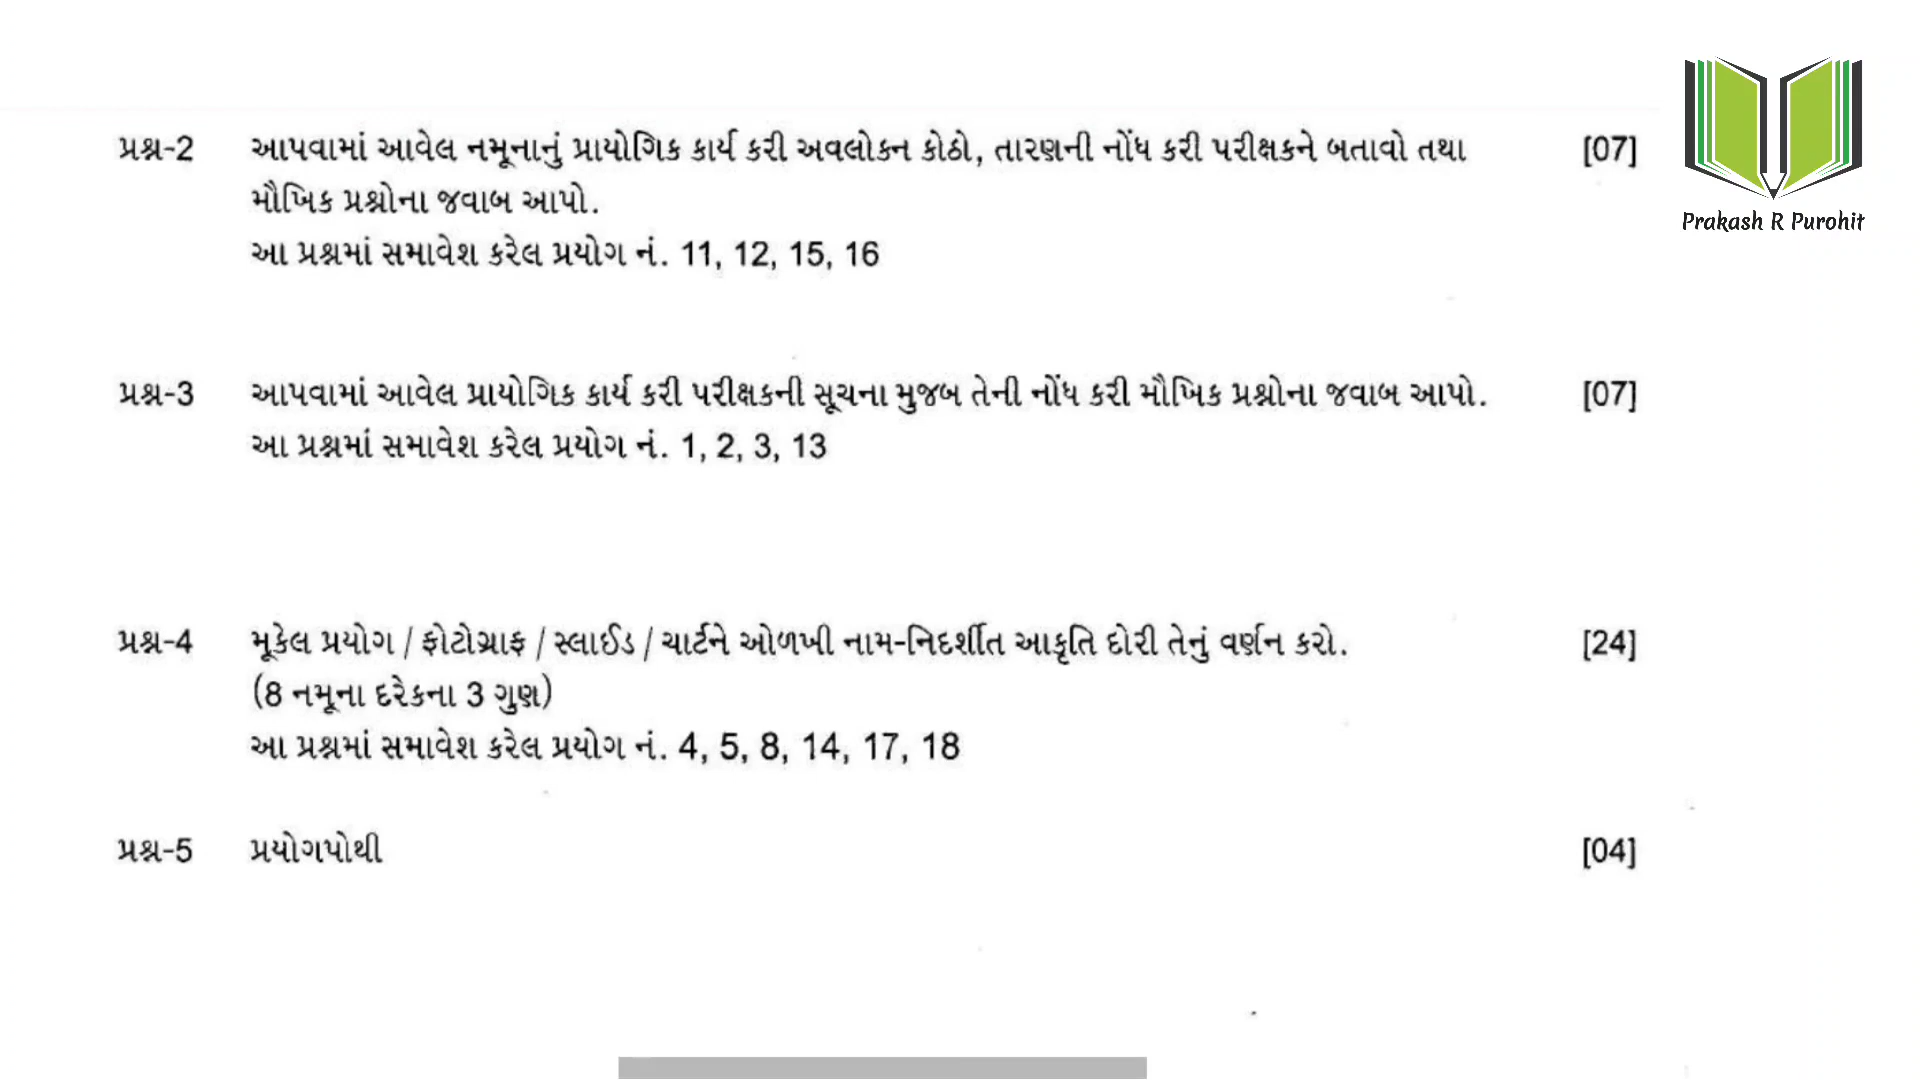 પ્રશ્ન-2 આપવામાં આવેલ નમૂનાનું પ્રાયોગિક કાર્ય કરી અવલોકન કોઠો, તારણની નોંધ કરી પરીક્ષકને બતાવો તથા [07]
મૌખિક પ્રશ્નોના જવાબ આપો.
આ પ્રશ્નમાં સમાવેશ કરેલ પ્રયોગ નં. 11, 12, 15, 16
Prakash R Purohit
પ્રશ્ન-3 આપવામાં આવેલ પ્રાયોગિક કાર્ય કરી પરીક્ષકની સૂચના મુજબ તેની નોંધ કરી મૌખિક પ્રશ્નોના જવાબ આપો. [07]
આ પ્રશ્નમાં સમાવેશ કરેલ પ્રયોગ નં. 1, 2, 3, 13
પ્રશ્ન-4 મૂકેલ પ્રયોગ / ફોટોગ્રાફ / સ્લાઈડ / ચાર્ટને ઓળખી નામ-નિદર્શીત આકૃતિ દોરી તેનું વર્ણન કરો. [24]
(8 નમૂના દરેકના 3 ગુણ)
આ પ્રશ્નમાં સમાવેશ કરેલ પ્રયોગ નં. 4, 5, 8, 14, 17, 18
પ્રશ્ન-5 પ્રયોગપોથી [04]